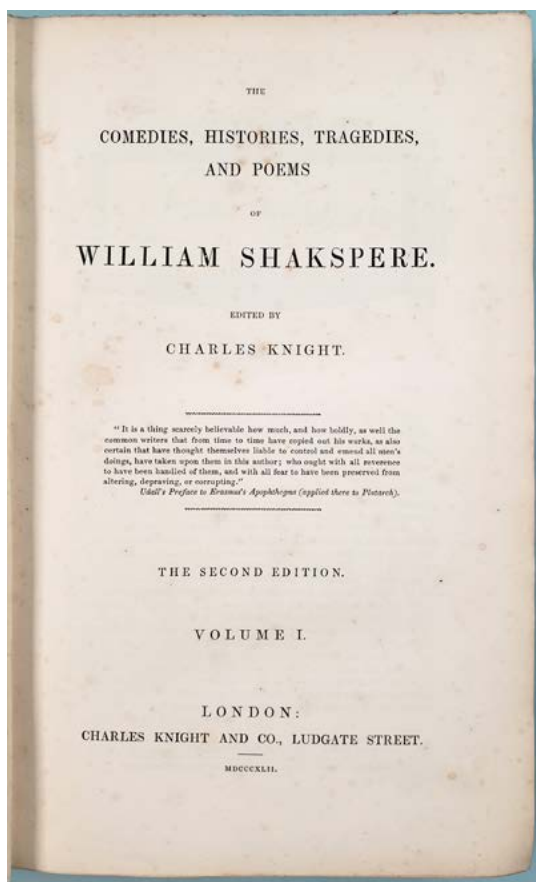 THE
COMEDIES, HISTORIES, TRAGEDIES,
AND POEMS
OF
WILLIAM SHAKSPERE.
EDITED BY
CHARLES KNIGHT.
"It is a thing scarcely believable how much, and how boldly, as well the
common writers that from time to time have copied out his works, as also
certain that have thought themselves liable to control and emend all men's
doings, have taken upon them in this author; who ought with all reverence
to have been handled of them, and with all fear to have been preserved from
altering, depraving, or corrupting."
Udall's Preface to Erasmus's Apophthegms (applied there to Plutarch).
THE SECOND EDITION.
VOLUME I.
LONDON:
CHARLES KNIGHT AND CO., LUDGATE STREET.
MDCCCXLII.